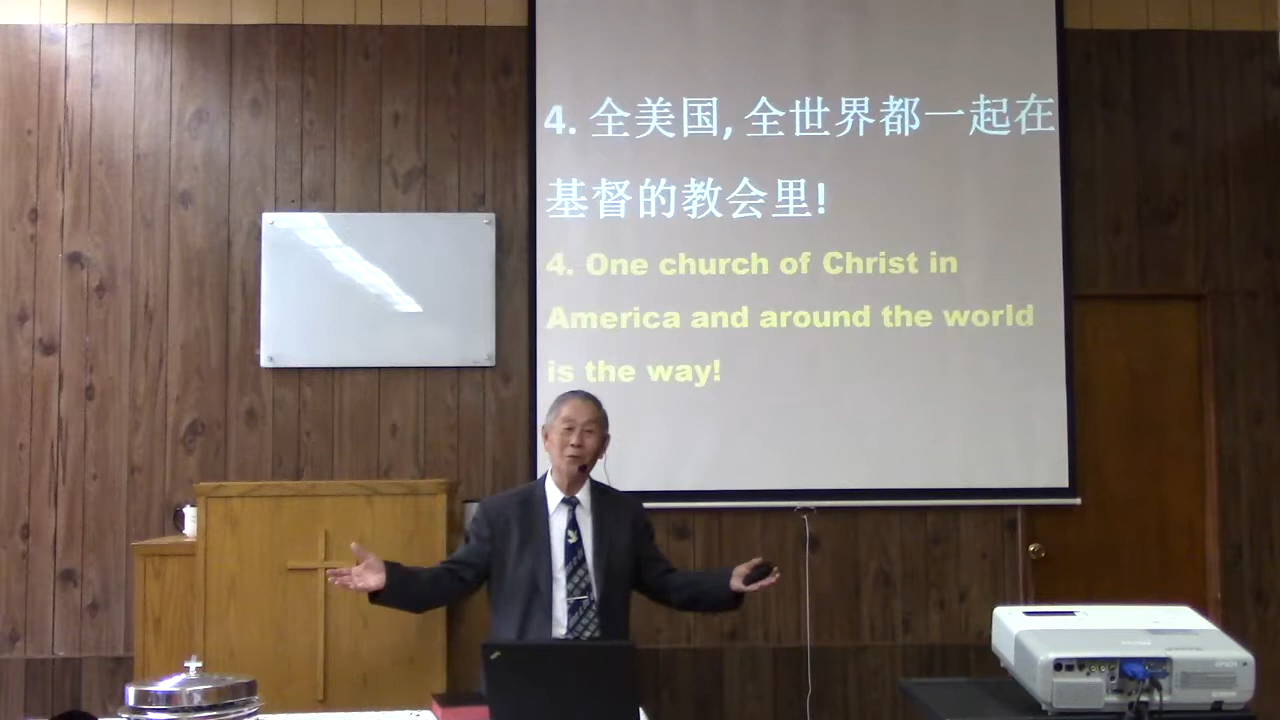 4. 全美国, 全世界都一起在
基督的教会里!
4. One church of Christ in
America and around the world
is the way!
EPSON